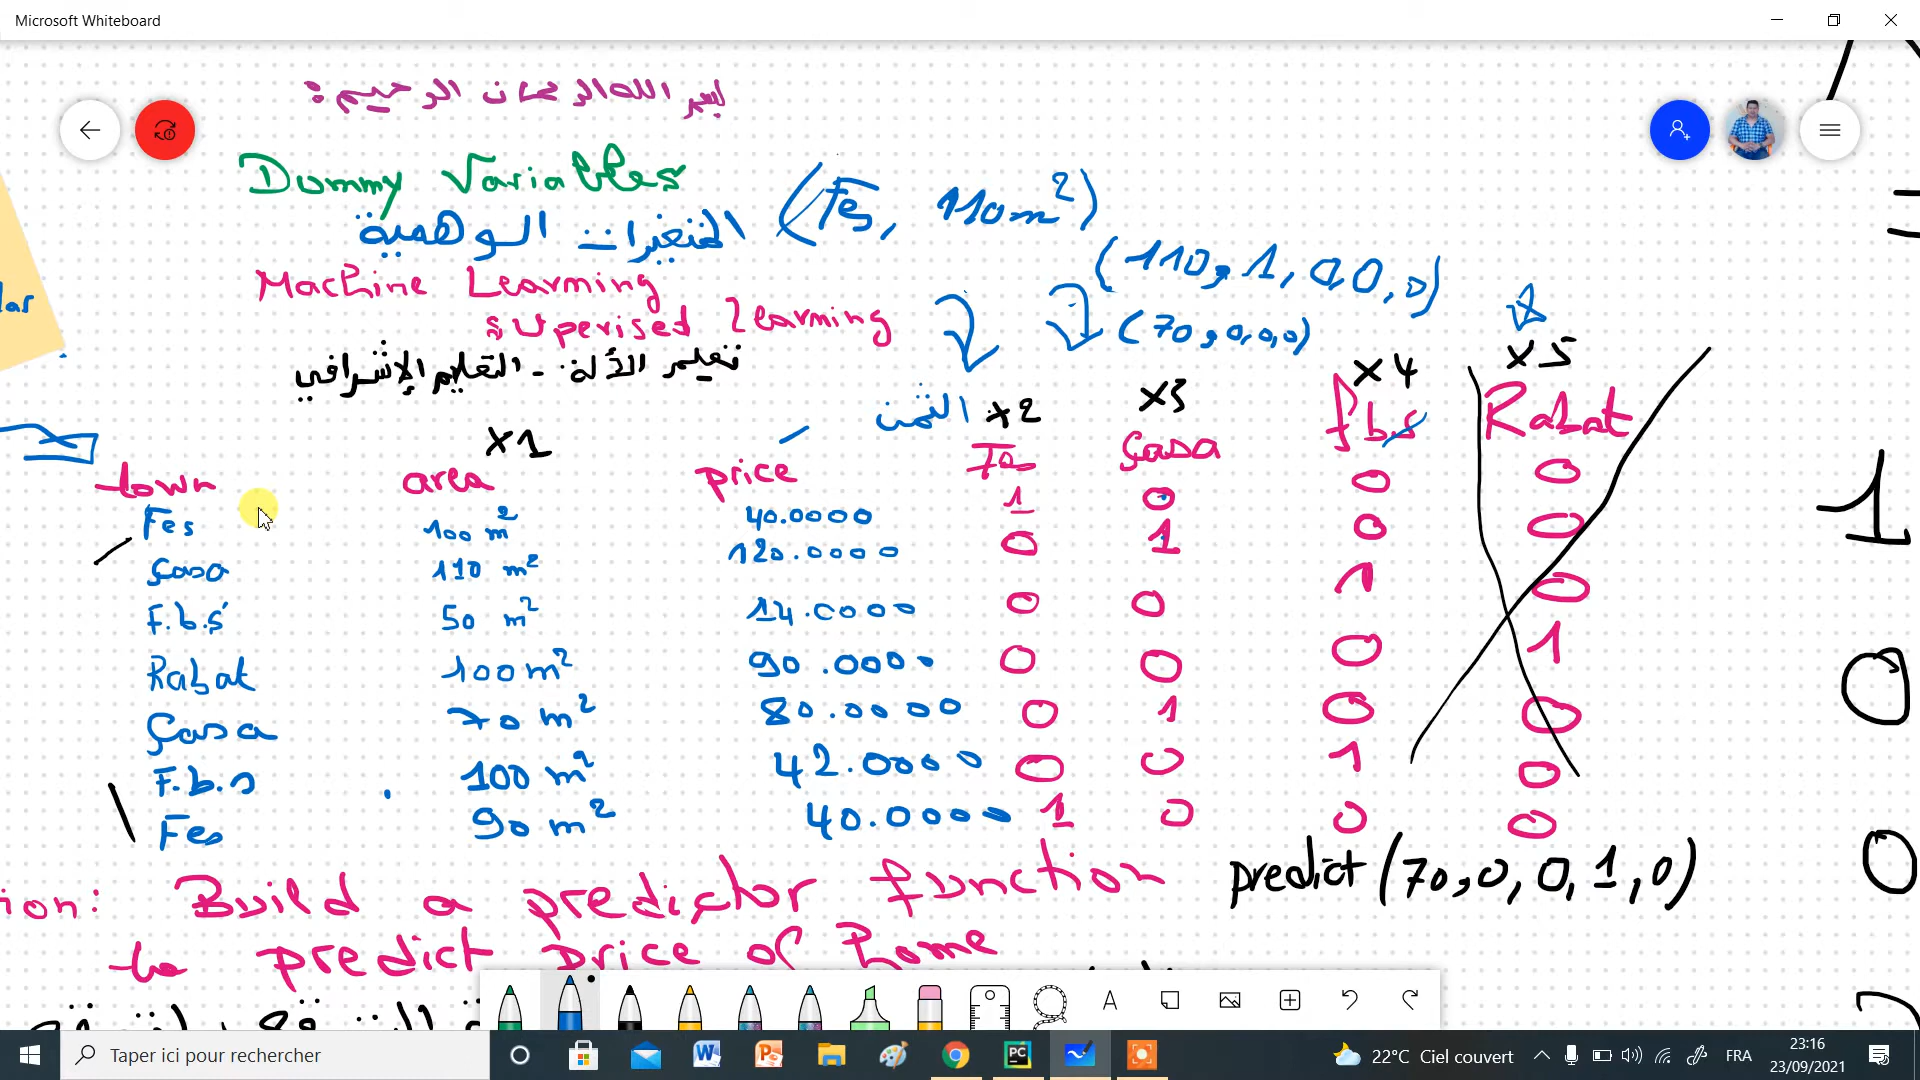 Microsoft Whiteboard
بسم الله الرحمان الرحيم:
Dummy Variables
المتغيرات الوهمية
(Fes, 110m²)
(110, 1, 0, 0, 0)
Machine Learning
superised Learning
(70, 0, 0, 0)
تعليم الآلة - التعليم الإشرافي
lar
الثمن
X1 X2 X3 X4 X5
town area price Fe Casa f.b.s Rabat
Fes 100 m² 40.0000 1 0 0 0
Casa 110 m² 120.0000 0 1 0 0
F.b.s 50 m² 14.0000 0 0 1 0
Rabat 100 m² 90.0000 0 0 0 1
Casa 70 m² 80.0000 0 1 0 0
F.b.s 100 m² 42.0000 0 0 1 0
Fes 90 m² 40.0000 1 0 0 0
predict (70, 0, 0, 1, 0)
ion: Build a predictor function
to predict price of home
1
0
0
Taper ici pour rechercher
22°C Ciel couvert
FRA
23:16
23/09/2021